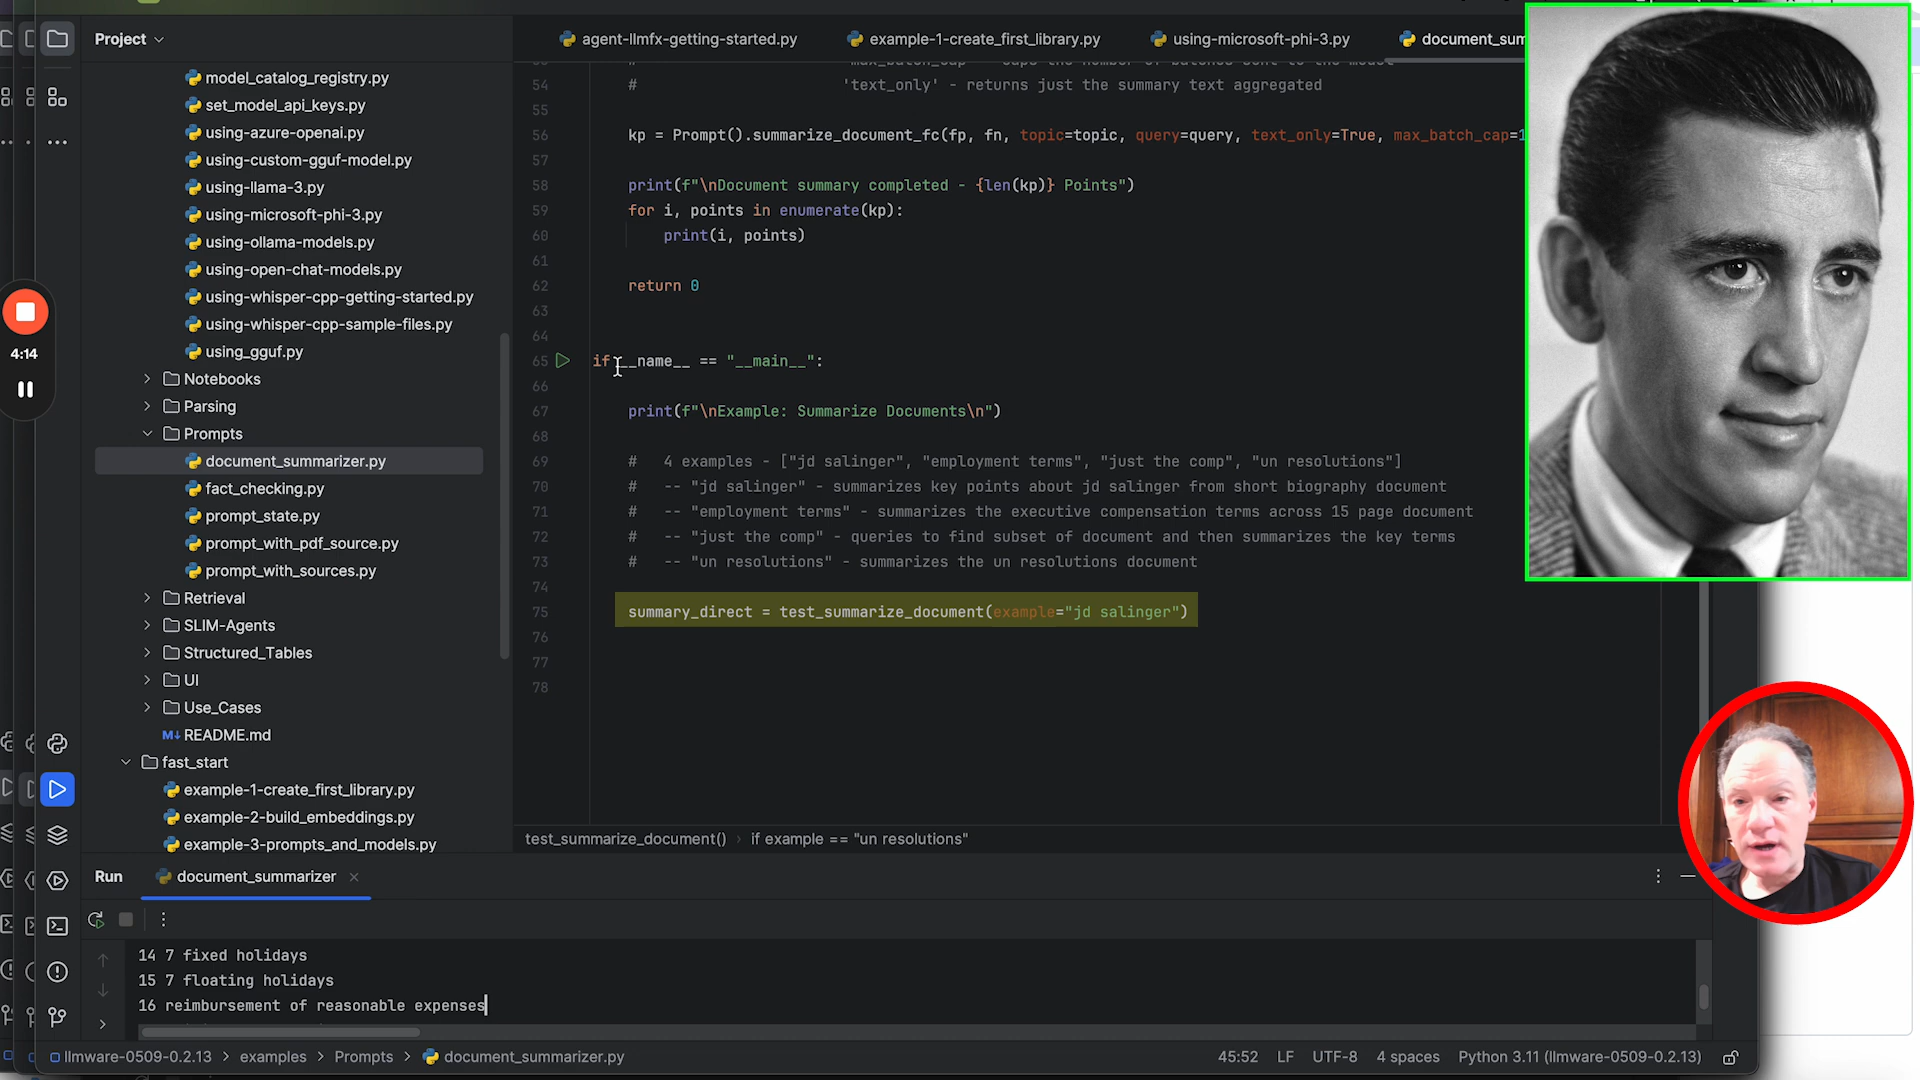 Project
model_catalog_registry.py
set_model_api_keys.py
using-azure-openai.py
using-custom-gguf-model.py
using-llama-3.py
using-microsoft-phi-3.py
using-ollama-models.py
using-open-chat-models.py
using-whisper-cpp-getting-started.py
using-whisper-cpp-sample-files.py
using_gguf.py
Notebooks
Parsing
Prompts
document_summarizer.py
fact_checking.py
prompt_state.py
prompt_with_pdf_source.py
prompt_with_sources.py
Retrieval
SLIM-Agents
Structured_Tables
UI
Use_Cases
M↓ README.md
fast_start
example-1-create_first_library.py
example-2-build_embeddings.py
example-3-prompts_and_models.py
4:14
agent-llmfx-getting-started.py example-1-create_first_library.py using-microsoft-phi-3.py document_sum
# 'max_batch_cap' - caps the number of batches sent to the model
54 # 'text_only' - returns just the summary text aggregated
55
56 kp = Prompt().summarize_document_fc(fp, fn, topic=topic, query=query, text_only=True, max_batch_cap=1
57
58 print(f"\nDocument summary completed - {len(kp)} Points")
59 for i, points in enumerate(kp):
60 print(i, points)
61
62 return 0
63
64
65 if __name__ == "__main__":
66
67 print(f"\nExample: Summarize Documents\n")
68
69 # 4 examples - ["jd salinger", "employment terms", "just the comp", "un resolutions"]
70 # -- "jd salinger" - summarizes key points about jd salinger from short biography document
71 # -- "employment terms" - summarizes the executive compensation terms across 15 page document
72 # -- "just the comp" - queries to find subset of document and then summarizes the key terms
73 # -- "un resolutions" - summarizes the un resolutions document
74
75 summary_direct = test_summarize_document(example="jd salinger")
76
77
78
test_summarize_document() › if example == "un resolutions"
Run document_summarizer
14 7 fixed holidays
15 7 floating holidays
16 reimbursement of reasonable expenses
llmware-0509-0.2.13 › examples › Prompts › document_summarizer.py 45:52 LF UTF-8 4 spaces Python 3.11 (llmware-0509-0.2.13)